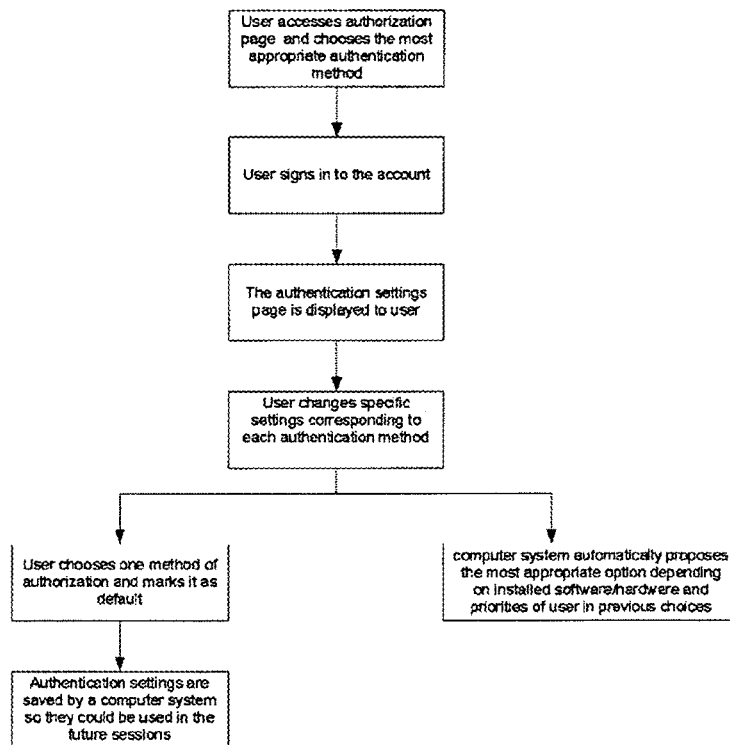 User accesses authorization
page and chooses the most
appropriate authentication
method
User signs in to the account
The authentication settings
page is displayed to user
User changes specific
settings corresponding to
each authentication method
User chooses one method of
authorization and marks it as
default
computer system automatically proposes
the most appropriate option depending
on installed software/hardware and
priorities of user in previous choices
Authentication settings are
saved by a computer system
so they could be used in the
future sessions